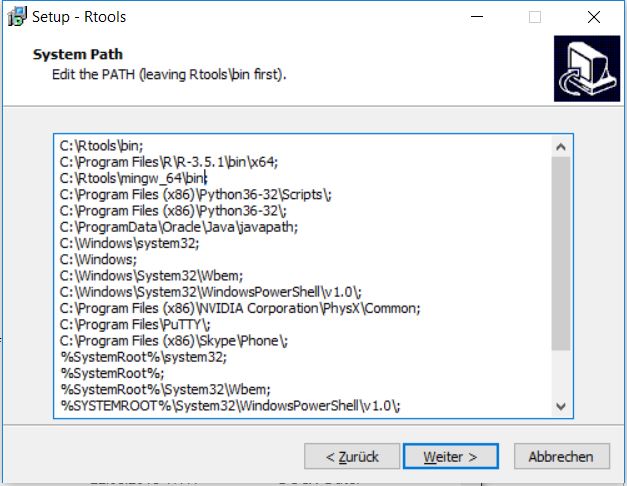 Setup - Rtools
System Path
Edit the PATH (leaving Rtools\bin first).
C:\Rtools\bin;
C:\Program Files\R\R-3.5.1\bin\x64;
C:\Rtools\mingw_64\bin;
C:\Program Files (x86)\Python36-32\Scripts\;
C:\Program Files (x86)\Python36-32\;
C:\ProgramData\Oracle\Java\javapath;
C:\Windows\system32;
C:\Windows;
C:\Windows\System32\Wbem;
C:\Windows\System32\WindowsPowerShell\v1.0\;
C:\Program Files (x86)\NVIDIA Corporation\PhysX\Common;
C:\Program Files\PuTTY\;
C:\Program Files (x86)\Skype\Phone\;
%SystemRoot%\system32;
%SystemRoot%;
%SystemRoot%\System32\Wbem;
%SYSTEMROOT%\System32\WindowsPowerShell\v1.0\;
< Zurück
Weiter >
Abbrechen